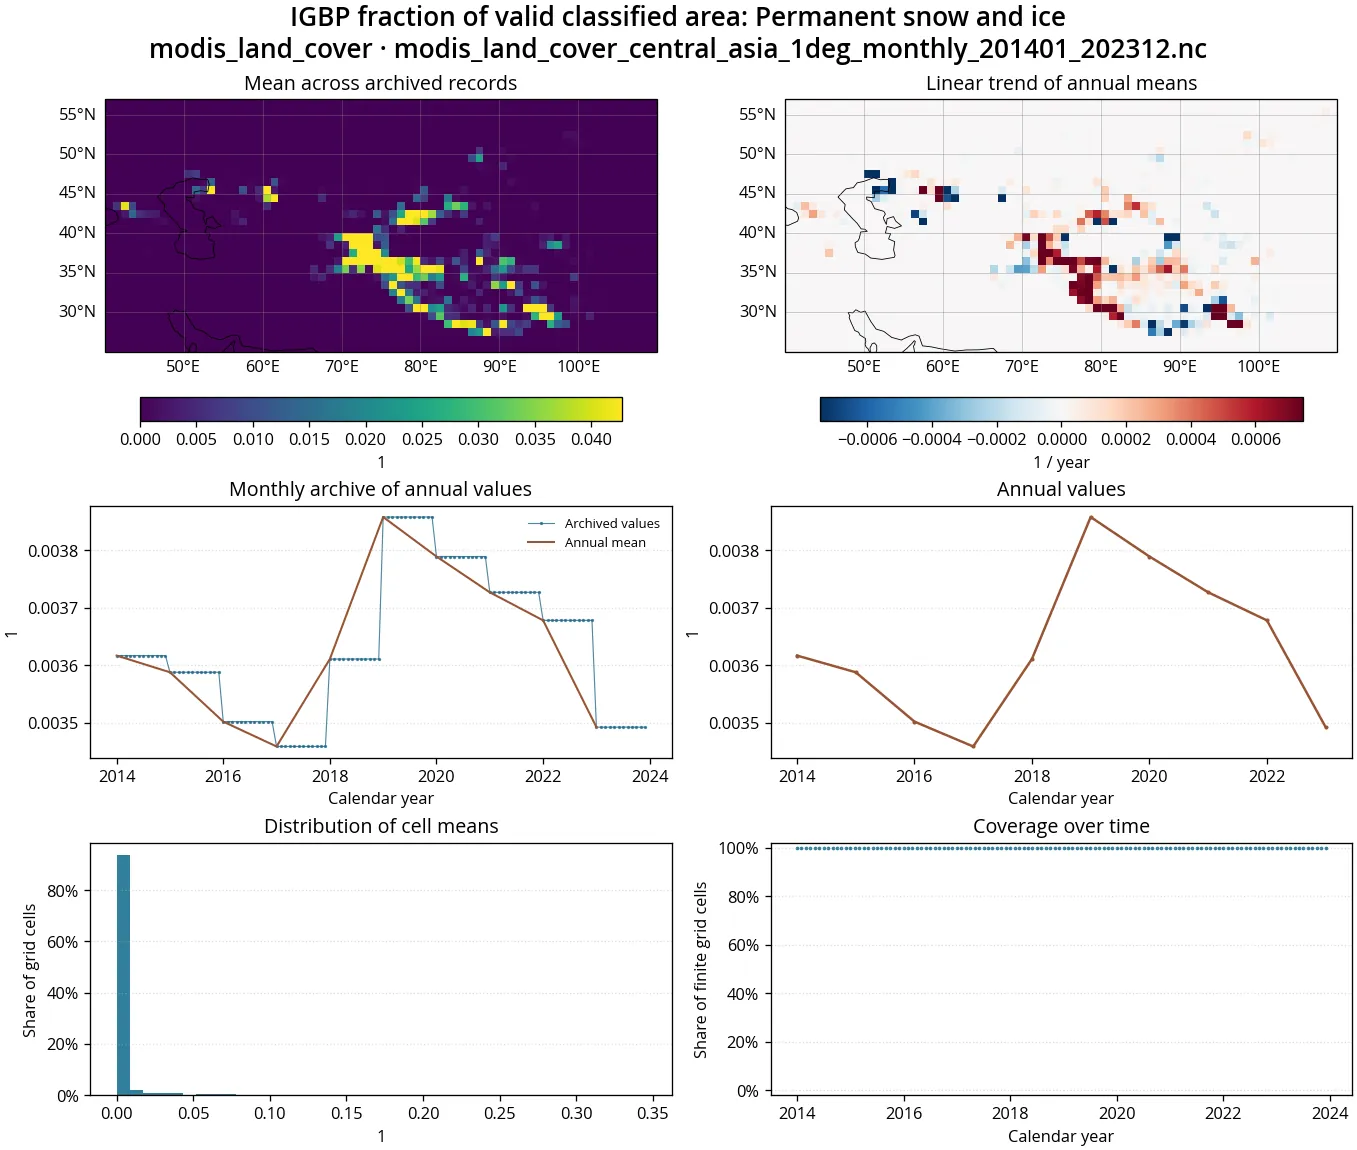 IGBP fraction of valid classified area: Permanent snow and ice
modis_land_cover · modis_land_cover_central_asia_1deg_monthly_201401_202312.nc
Mean across archived records
55°N
50°N
45°N
40°N
35°N
30°N
50°E 60°E 70°E 80°E 90°E 100°E
0.000 0.005 0.010 0.015 0.020 0.025 0.030 0.035 0.040
1
Linear trend of annual means
55°N
50°N
45°N
40°N
35°N
30°N
50°E 60°E 70°E 80°E 90°E 100°E
−0.0006 −0.0004 −0.0002 0.0000 0.0002 0.0004 0.0006
1 / year
Monthly archive of annual values
Archived values
Annual mean
0.0038
0.0037
0.0036
0.0035
1
2014 2016 2018 2020 2022 2024
Calendar year
Annual values
0.0038
0.0037
0.0036
0.0035
1
2014 2016 2018 2020 2022
Calendar year
Distribution of cell means
Share of grid cells
80%
60%
40%
20%
0%
0.00 0.05 0.10 0.15 0.20 0.25 0.30 0.35
1
Coverage over time
Share of finite grid cells
100%
80%
60%
40%
20%
0%
2014 2016 2018 2020 2022 2024
Calendar year